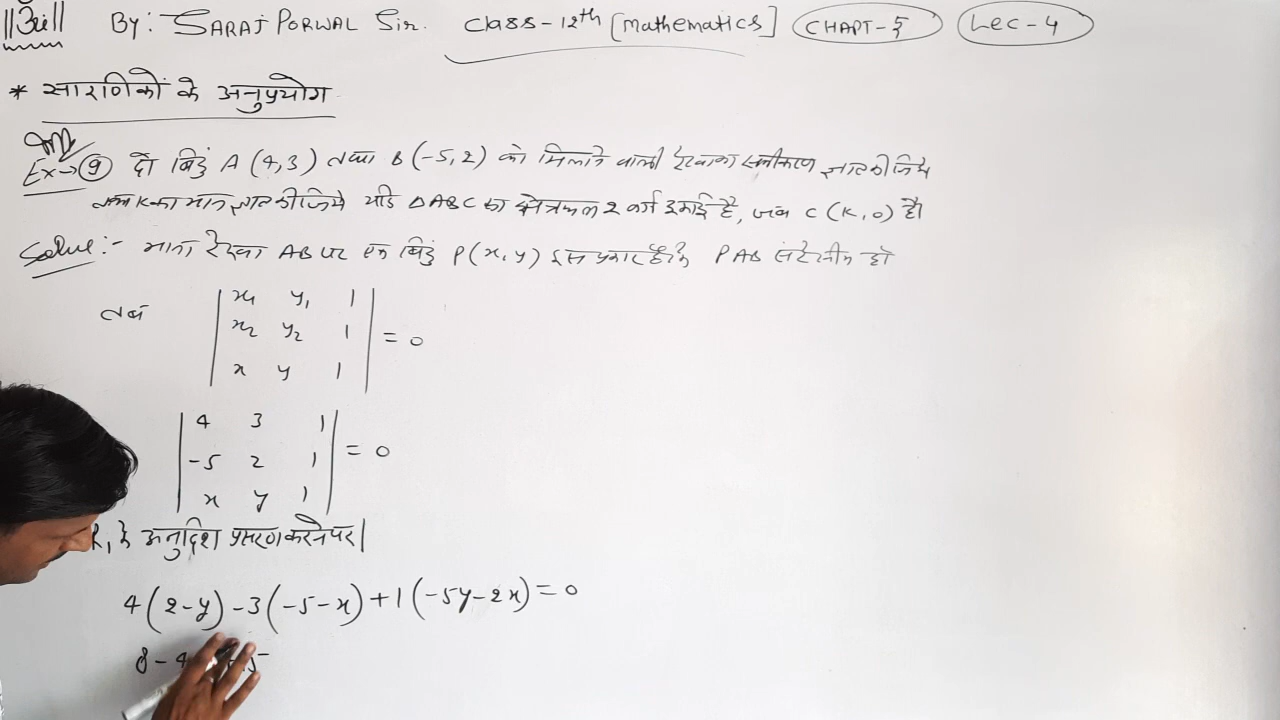 ||ॐ|| By: SARAJ PORWAL Sir. Class-12th [Mathematics] CHAPT-5 Lec-4
* सारणिकों के अनुप्रयोग
Ex→ 9 दो बिंदु A(4,3) तथा B(-5,2) को मिलाने वाली रेखा का समीकरण ज्ञात कीजिये
तथा K का मान ज्ञात कीजिये यदि ΔABC का क्षेत्रफल 2 वर्ग इकाई है, जब C(K,0) है।
Solve:- माना रेखा AB पर एक बिंदु P(x,y) इस प्रकार है कि PAB संरेखीय हो
तब | x1 y1 1 |
| x2 y2 1 | = 0
| x y 1 |
| 4 3 1 |
| -5 2 1 | = 0
| x y 1 |
R1 के अनुदिश प्रसरण करने पर|
4(2-y)-3(-5-x)+1(-5y-2x)=0
8-4